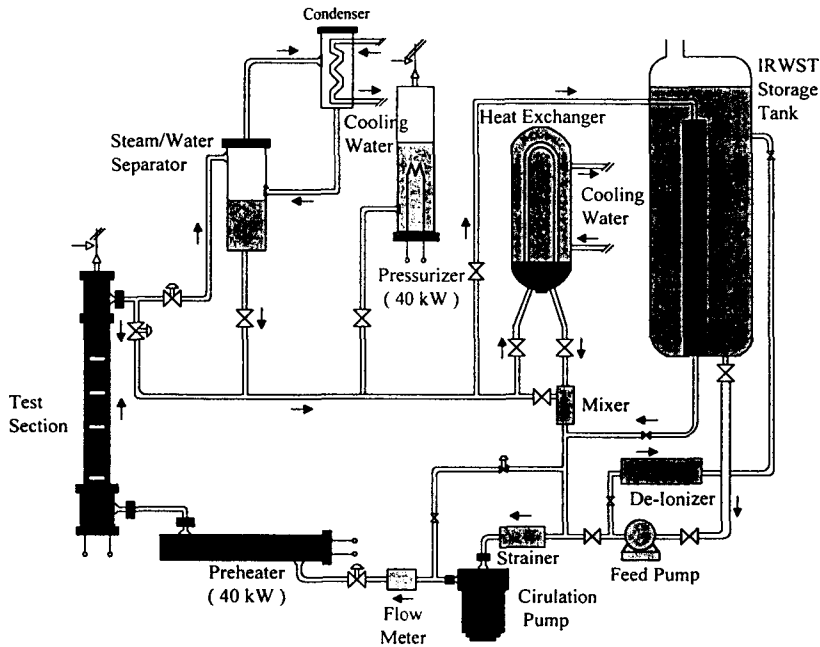 Condenser
IRWST
Storage
Tank
Steam/Water
Separator
Cooling
Water
Heat Exchanger
Cooling
Water
Pressurizer
( 40 kW )
Test
Section
Mixer
De-Ionizer
Strainer
Feed Pump
Preheater
( 40 kW )
Flow
Meter
Cirulation
Pump